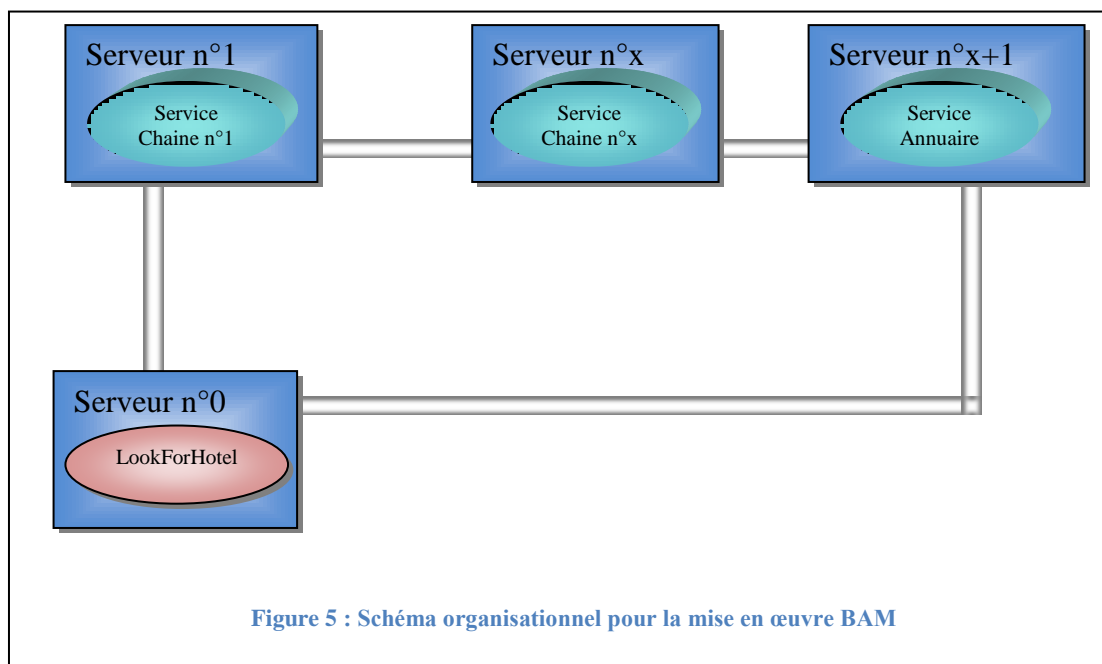 Serveur n°1
Service
Chaine n°1
Serveur n°x
Service
Chaine n°x
Serveur n°x+1
Service
Annuaire
Serveur n°0
LookForHotel
Figure 5 : Schéma organisationnel pour la mise en œuvre BAM